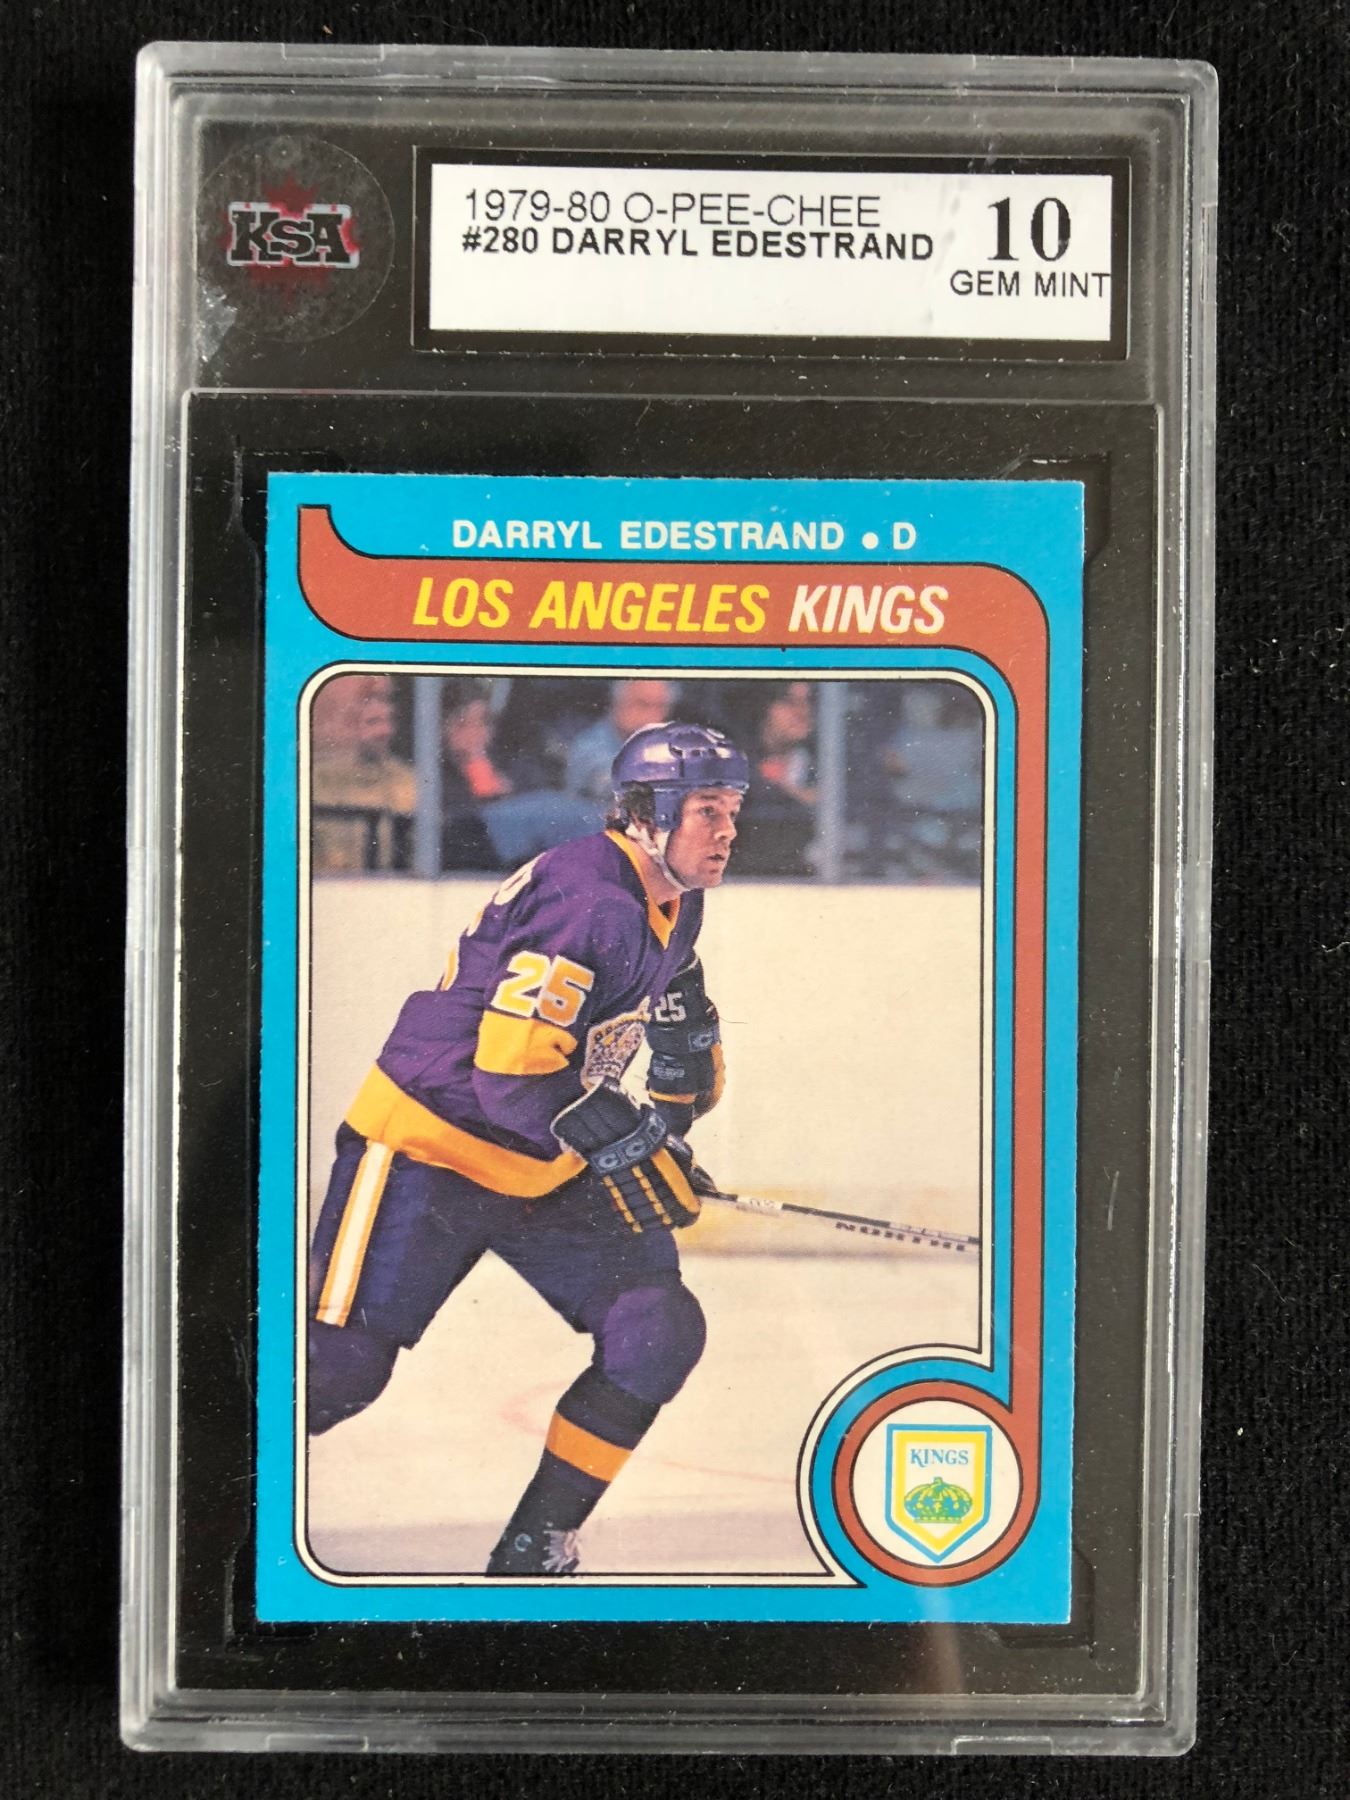 KSA
1979-80 O-PEE-CHEE
#280 DARRYL EDESTRAND
10
GEM MINT
DARRYL EDESTRAND • D
LOS ANGELES KINGS
25
25
CCM
KINGS